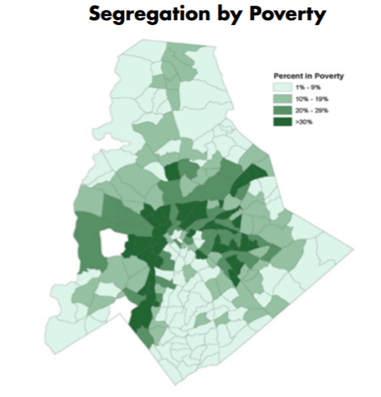 Segregation by Poverty
Percent in Poverty
1% - 9%
10% - 19%
20% - 29%
>30%